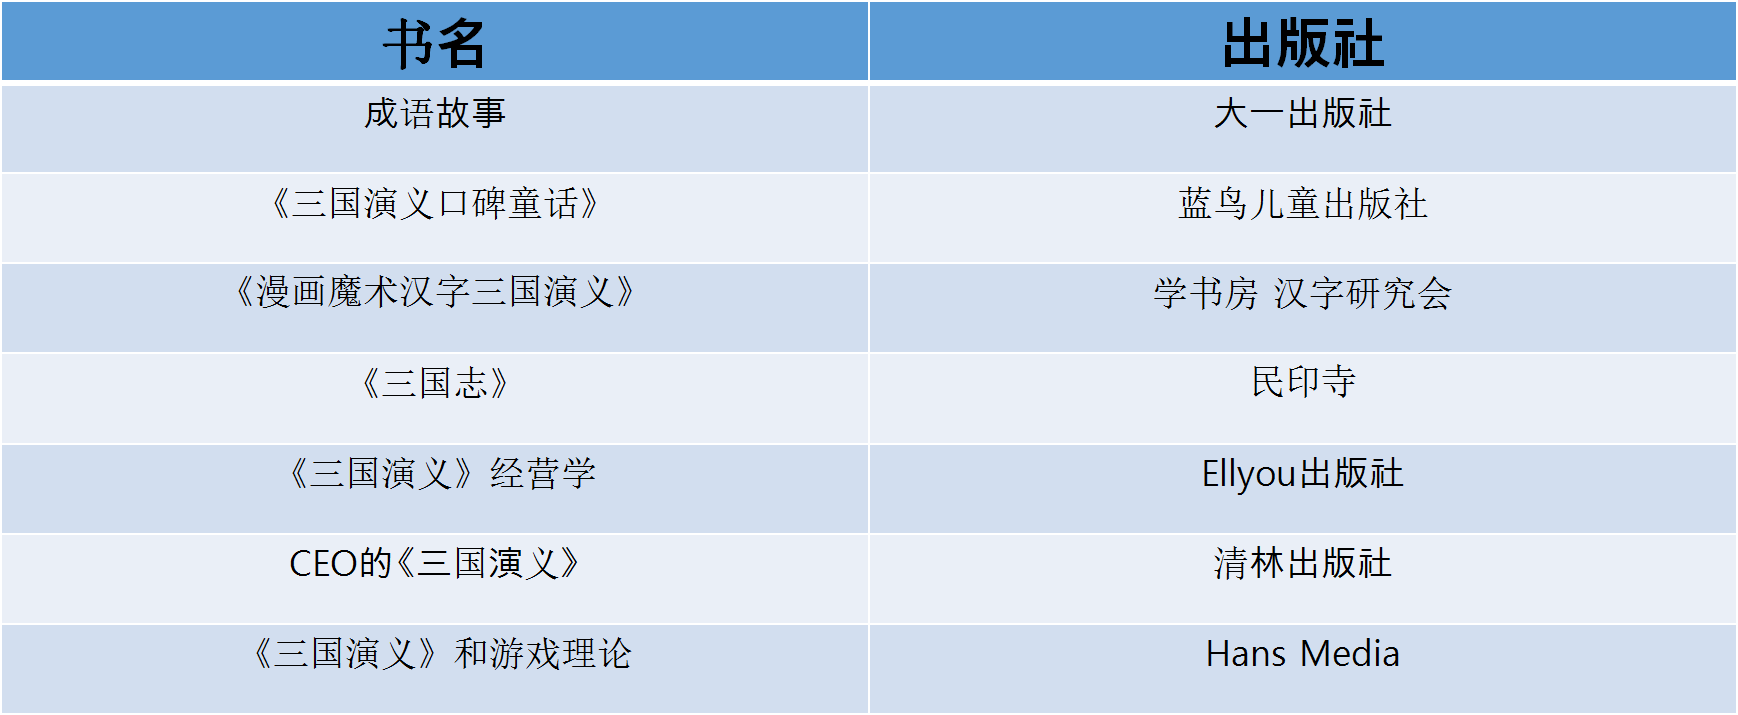 书名 出版社
成语故事 大一出版社
《三国演义口碑童话》 蓝鸟儿童出版社
《漫画魔术汉字三国演义》 学书房 汉字研究会
《三国志》 民印寺
《三国演义》经营学 Ellyou出版社
CEO的《三国演义》 清林出版社
《三国演义》和游戏理论 Hans Media